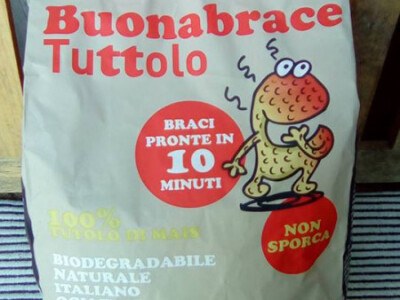 Buonabrace
Tuttolo
BRACI
PRONTE IN
10
MINUTI
NON
SPORCA
100%
TUTOLO DI MAIS
BIODEGRADABILE
NATURALE
ITALIANO